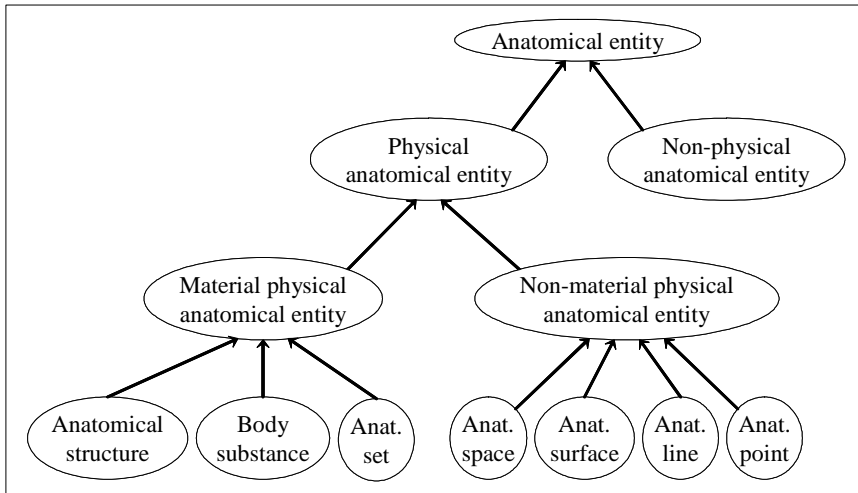 Anatomical entity
Physical
anatomical entity
Non-physical
anatomical entity
Material physical
anatomical entity
Non-material physical
anatomical entity
Anatomical
structure
Body
substance
Anat.
set
Anat.
space
Anat.
surface
Anat.
line
Anat.
point